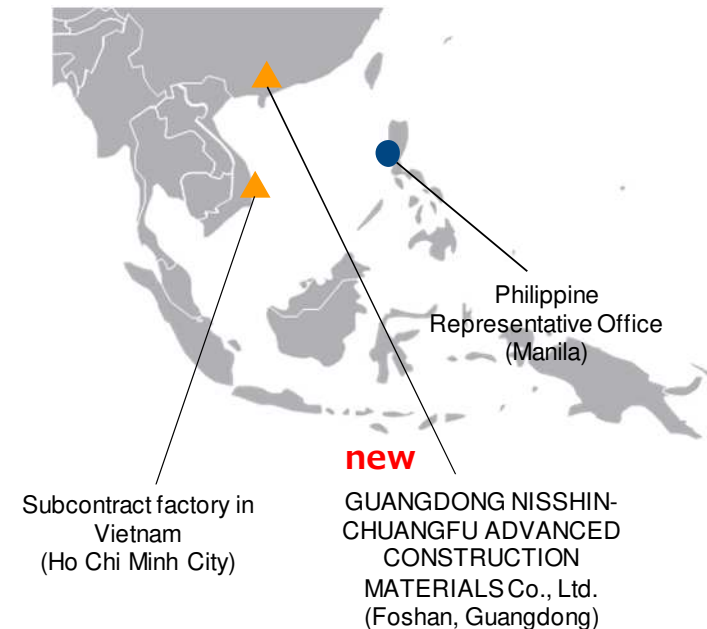 Philippine
Representative Office
(Manila)
new
Subcontract factory in
Vietnam
(Ho Chi Minh City)
GUANGDONG NISSHIN-
CHUANGFU ADVANCED
CONSTRUCTION
MATERIALS Co., Ltd.
(Foshan, Guangdong)